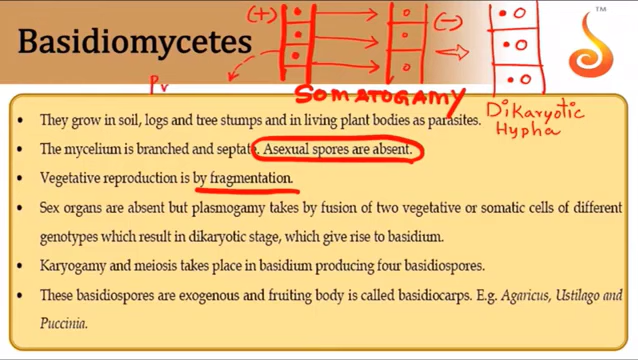 TM
(+) (-)
Basidiomycetes
Pr
SOMATOGAMY
Dikaryotic
Hypha
• They grow in soil, logs and tree stumps and in living plant bodies as parasites.
• The mycelium is branched and septate. Asexual spores are absent.
• Vegetative reproduction is by fragmentation.
• Sex organs are absent but plasmogamy takes by fusion of two vegetative or somatic cells of different
genotypes which result in dikaryotic stage, which give rise to basidium.
• Karyogamy and meiosis takes place in basidium producing four basidiospores.
• These basidiospores are exogenous and fruiting body is called basidiocarps. E.g. Agaricus, Ustilago and
Puccinia.